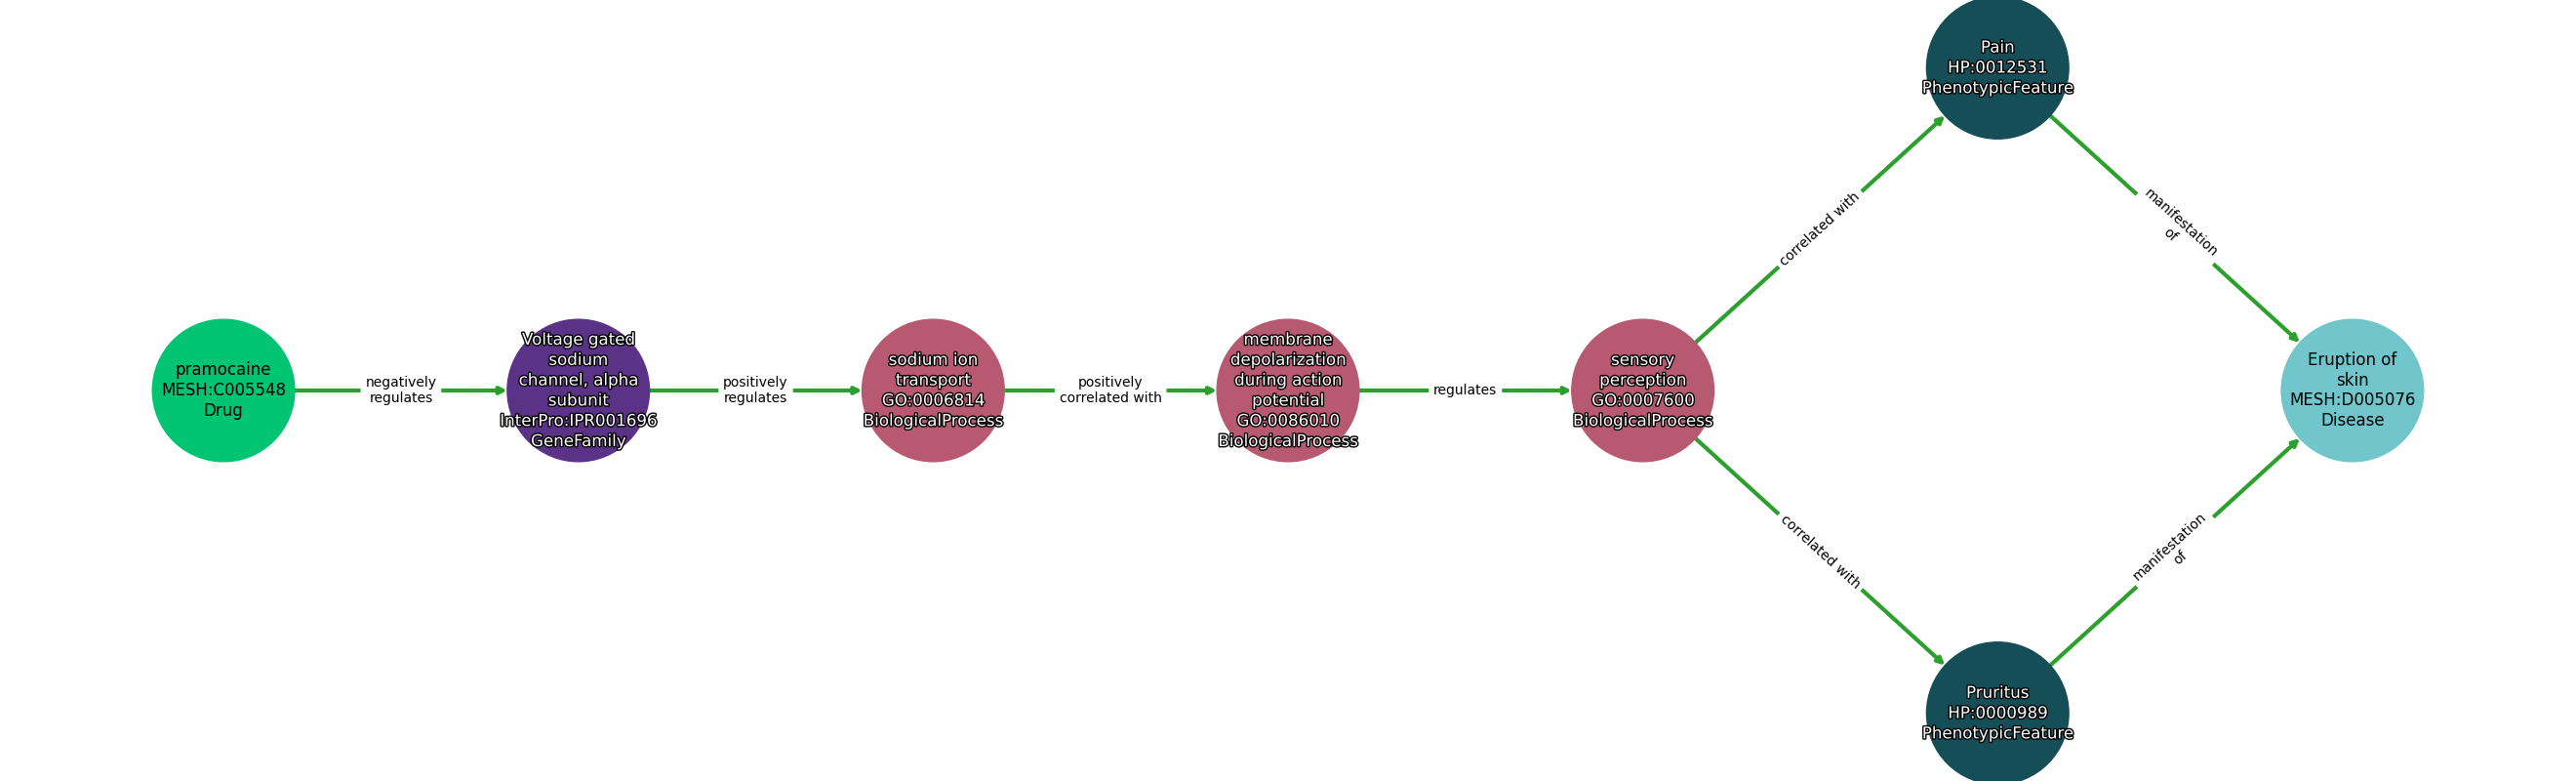 pramocaine
MESH:C005548
Drug
negatively
regulates
Voltage gated
sodium
channel, alpha
subunit
InterPro:IPR001696
GeneFamily
positively
regulates
sodium ion
transport
GO:0006814
BiologicalProcess
positively
correlated with
membrane
depolarization
during action
potential
GO:0086010
BiologicalProcess
regulates
sensory
perception
GO:0007600
BiologicalProcess
correlated with
Pain
HP:0012531
PhenotypicFeature
manifestation
of
correlated with
Pruritus
HP:0000989
PhenotypicFeature
manifestation
of
Eruption of
skin
MESH:D005076
Disease